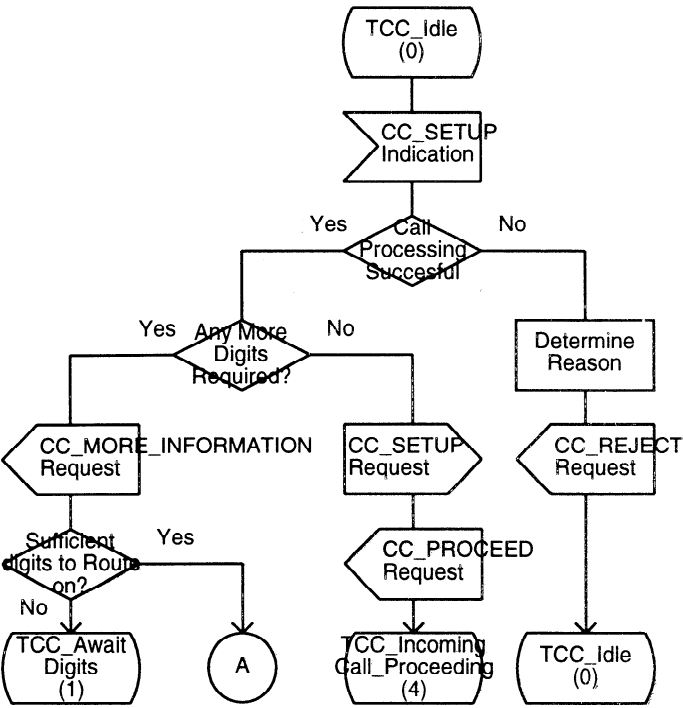 TCC_Idle
(0)
CC_SETUP
Indication
Yes
Call
Processing
Succesful
No
Yes
Any More
Digits
Required?
No
Determine
Reason
CC_MORE_INFORMATION
Request
CC_SETUP
Request
CC_REJECT
Request
Sufficient
digits to Route
on?
Yes
No
CC_PROCEED
Request
TCC_Await
Digits
(1)
A
TCC_Incoming
Call_Proceeding
(4)
TCC_Idle
(0)